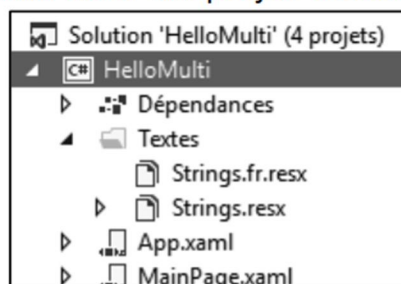 Solution 'HelloMulti' (4 projets)
C# HelloMulti
Dépendances
Textes
Strings.fr.resx
Strings.resx
App.xaml
MainPage.xaml